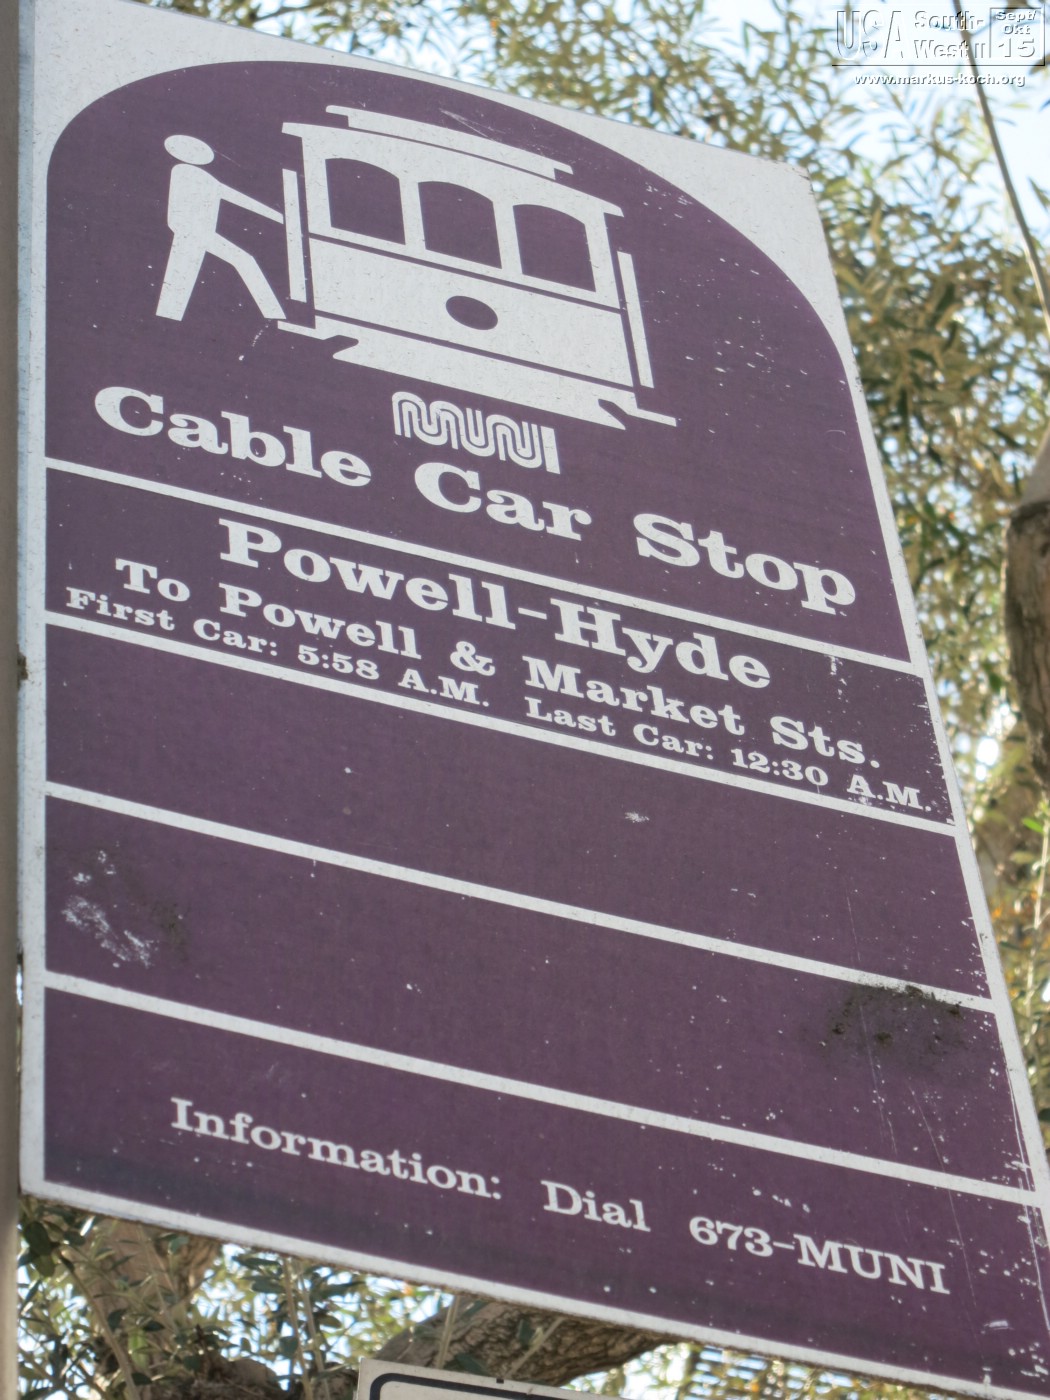 USA South- West II Sept/ Okt 15
www.markus-koch.org
MUNI
Cable Car Stop
Powell-Hyde
To Powell & Market Sts.
First Car: 5:58 A.M. Last Car: 12:30 A.M.
Information: Dial 673-MUNI